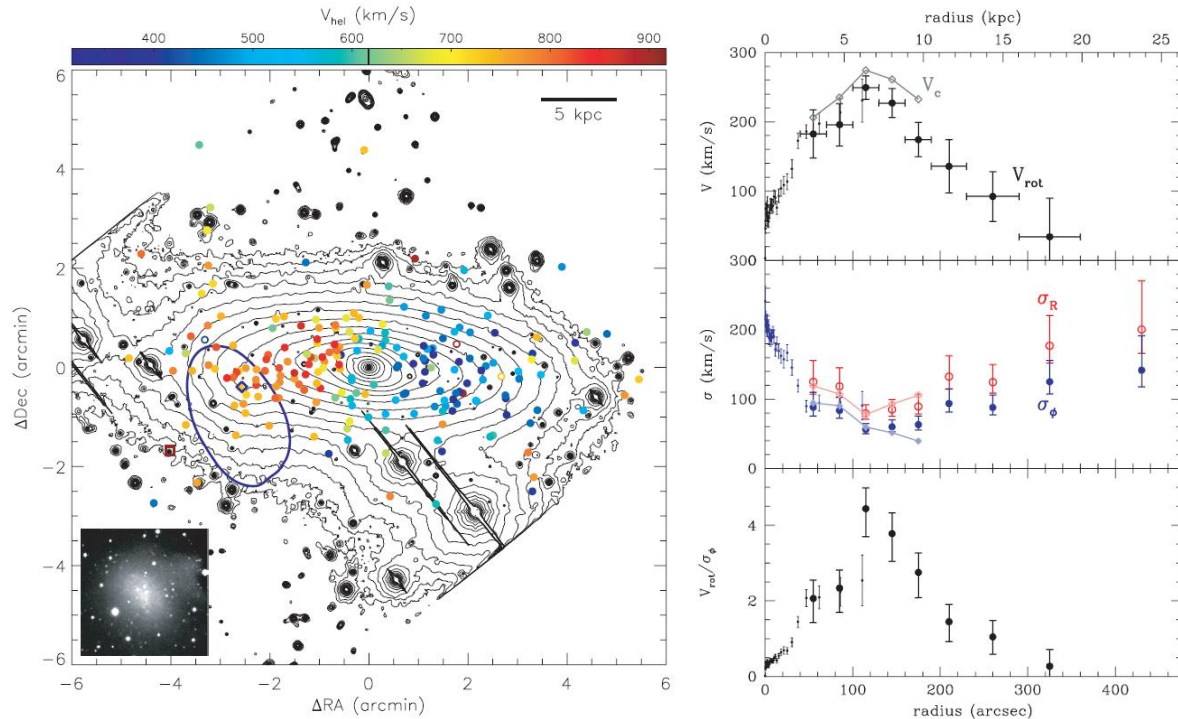 V_hel (km/s)
400 500 600 700 800 900
6
4
2
0
−2
−4
−6
ΔDec (arcmin)
5 kpc
−6 −4 −2 0 2 4 6
ΔRA (arcmin)
radius (kpc)
0 5 10 15 20 25
300
200
100
0
V (km/s)
V_c
V_rot
300
200
100
0
σ (km/s)
σ_R
σ_ϕ
4
2
0
V_rot/σ_ϕ
0 100 200 300 400
radius (arcsec)